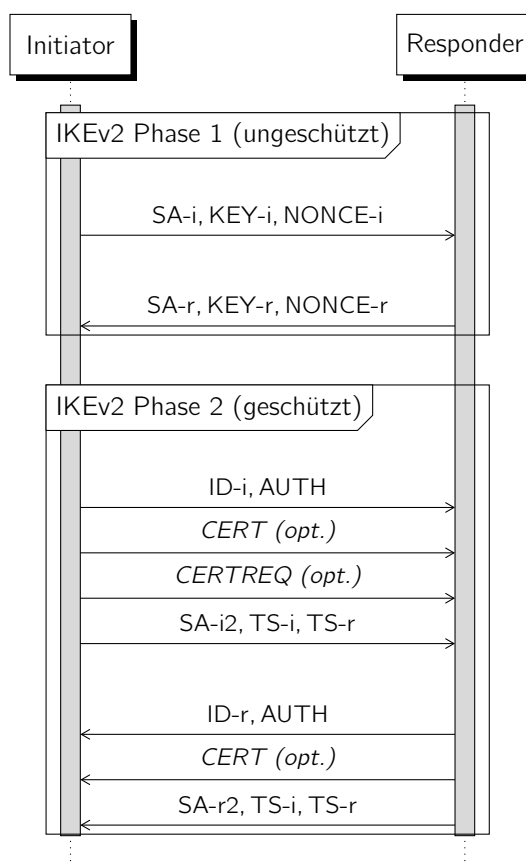 Initiator
Responder
IKEv2 Phase 1 (ungeschützt)
SA-i, KEY-i, NONCE-i
SA-r, KEY-r, NONCE-r
IKEv2 Phase 2 (geschützt)
ID-i, AUTH
CERT (opt.)
CERTREQ (opt.)
SA-i2, TS-i, TS-r
ID-r, AUTH
CERT (opt.)
SA-r2, TS-i, TS-r